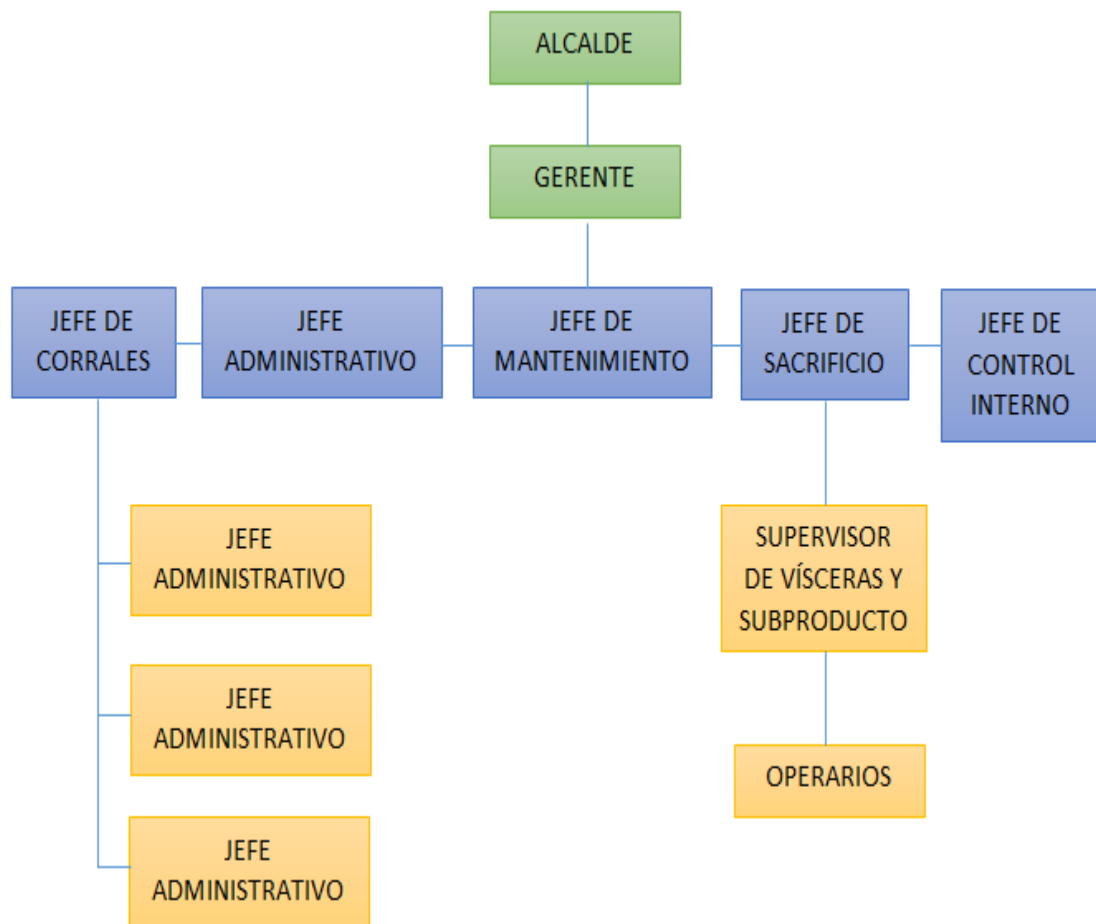 ALCALDE
GERENTE
JEFE DE
CORRALES
JEFE
ADMINISTRATIVO
JEFE DE
MANTENIMIENTO
JEFE DE
SACRIFICIO
JEFE DE
CONTROL
INTERNO
JEFE
ADMINISTRATIVO
JEFE
ADMINISTRATIVO
JEFE
ADMINISTRATIVO
SUPERVISOR
DE VÍSCERAS Y
SUBPRODUCTO
OPERARIOS